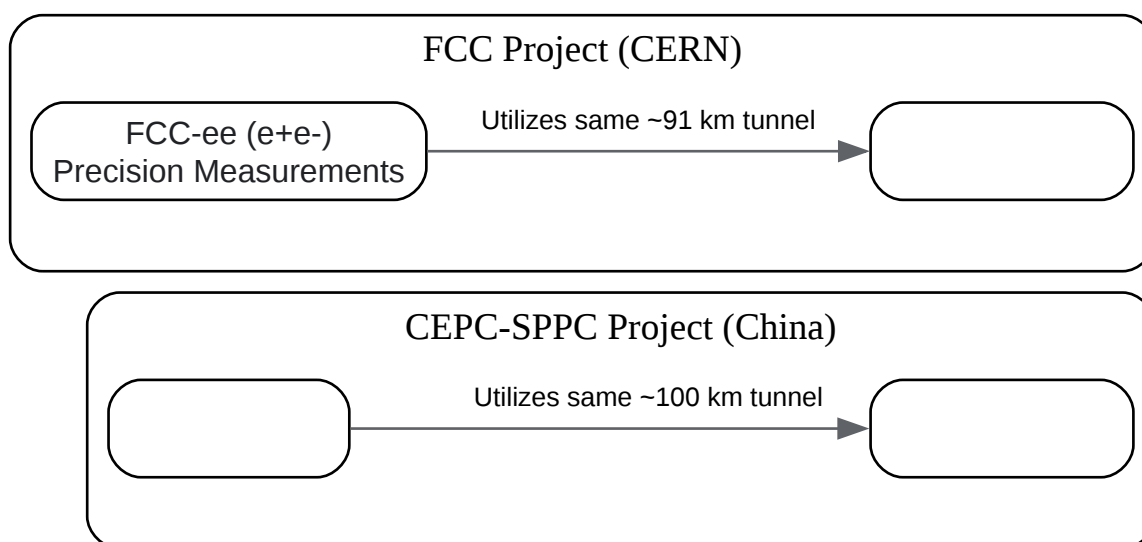 FCC Project (CERN)
FCC-ee (e+e-)
Precision Measurements
Utilizes same ~91 km tunnel
CEPC-SPPC Project (China)
Utilizes same ~100 km tunnel